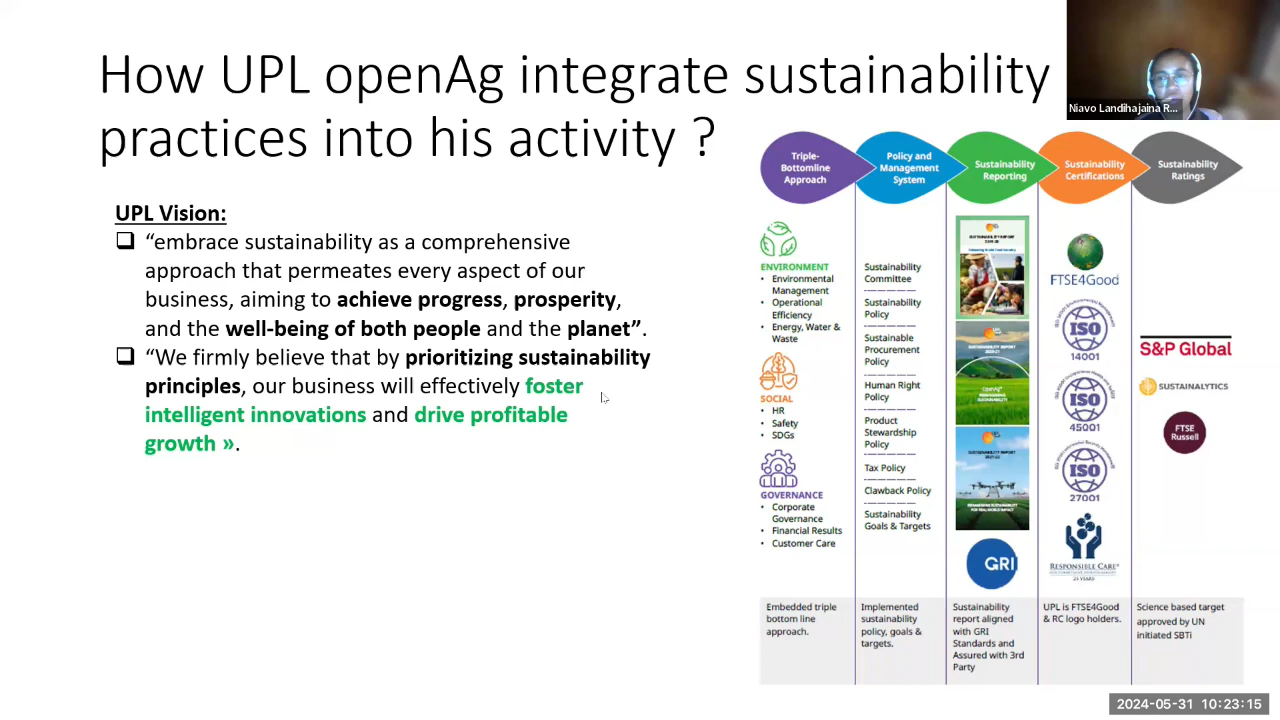 How UPL openAg integrate sustainability
practices into his activity ?
Niavo Landihajaina R...
UPL Vision:
“embrace sustainability as a comprehensive
approach that permeates every aspect of our
business, aiming to achieve progress, prosperity,
and the well-being of both people and the planet”.
“We firmly believe that by prioritizing sustainability
principles, our business will effectively foster
intelligent innovations and drive profitable
growth ».
Triple-
Bottomline
Approach
Policy and
Management
System
Sustainability
Reporting
Sustainability
Certifications
Sustainability
Ratings
ENVIRONMENT
• Environmental
Management
• Operational
Efficiency
• Energy, Water &
Waste
SOCIAL
• HR
• Safety
• SDGs
GOVERNANCE
• Corporate
Governance
• Financial Results
• Customer Care
Sustainability
Committee
Sustainability
Policy
Sustainable
Procurement
Policy
Human Right
Policy
Product
Stewardship
Policy
Tax Policy
Clawback Policy
Sustainability
Goals & Targets
SUSTAINABILITY REPORT
SUSTAINABILITY REPORT
OpenAg
SUSTAINABILITY REPORT
GRI
FTSE4Good
ISO
14001
ISO
45001
ISO
27001
RESPONSIBLE CARE
S&P Global
SUSTAINALYTICS
FTSE
Russell
Embedded triple
bottom line
approach.
Implemented
sustainability
policy, goals &
targets.
Sustainability
report aligned
with GRI
Standards and
Assured with 3rd
Party
UPL is FTSE4Good
& RC logo holders.
Science based target
approved by UN
initiated SBTi
2024-05-31 10:23:15